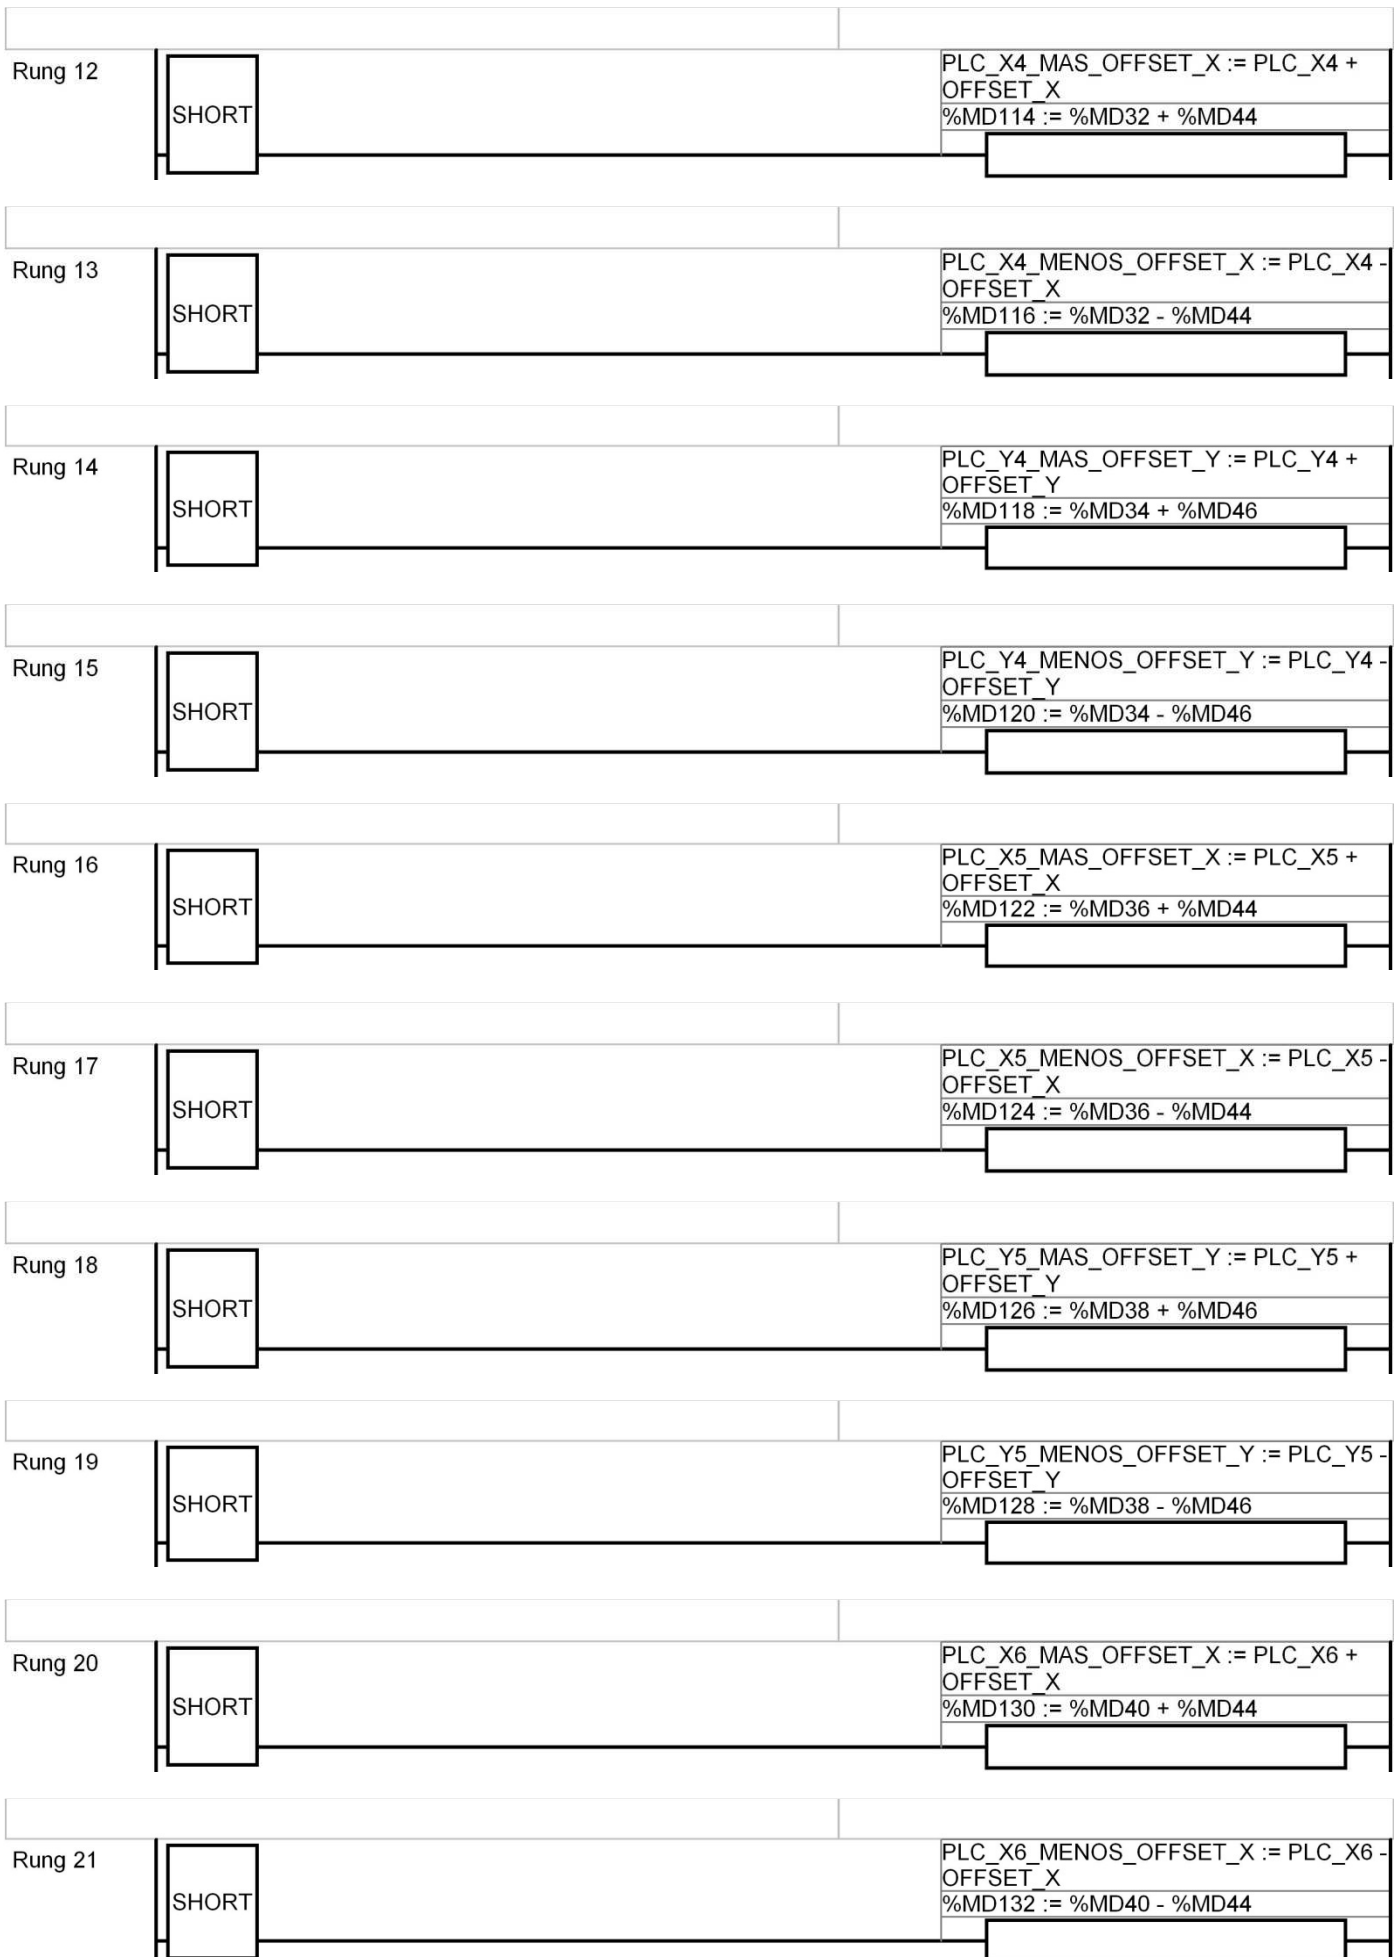 Rung 12
SHORT
PLC_X4_MAS_OFFSET_X := PLC_X4 +
OFFSET_X
%MD114 := %MD32 + %MD44
Rung 13
SHORT
PLC_X4_MENOS_OFFSET_X := PLC_X4 -
OFFSET_X
%MD116 := %MD32 - %MD44
Rung 14
SHORT
PLC_Y4_MAS_OFFSET_Y := PLC_Y4 +
OFFSET_Y
%MD118 := %MD34 + %MD46
Rung 15
SHORT
PLC_Y4_MENOS_OFFSET_Y := PLC_Y4 -
OFFSET_Y
%MD120 := %MD34 - %MD46
Rung 16
SHORT
PLC_X5_MAS_OFFSET_X := PLC_X5 +
OFFSET_X
%MD122 := %MD36 + %MD44
Rung 17
SHORT
PLC_X5_MENOS_OFFSET_X := PLC_X5 -
OFFSET_X
%MD124 := %MD36 - %MD44
Rung 18
SHORT
PLC_Y5_MAS_OFFSET_Y := PLC_Y5 +
OFFSET_Y
%MD126 := %MD38 + %MD46
Rung 19
SHORT
PLC_Y5_MENOS_OFFSET_Y := PLC_Y5 -
OFFSET_Y
%MD128 := %MD38 - %MD46
Rung 20
SHORT
PLC_X6_MAS_OFFSET_X := PLC_X6 +
OFFSET_X
%MD130 := %MD40 + %MD44
Rung 21
SHORT
PLC_X6_MENOS_OFFSET_X := PLC_X6 -
OFFSET_X
%MD132 := %MD40 - %MD44